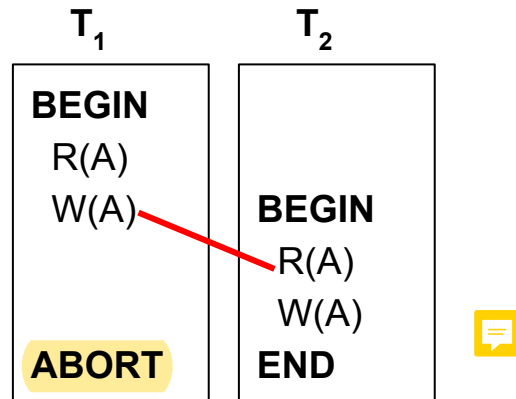 T₁
BEGIN
R(A)
W(A)
ABORT
T₂
BEGIN
R(A)
W(A)
END